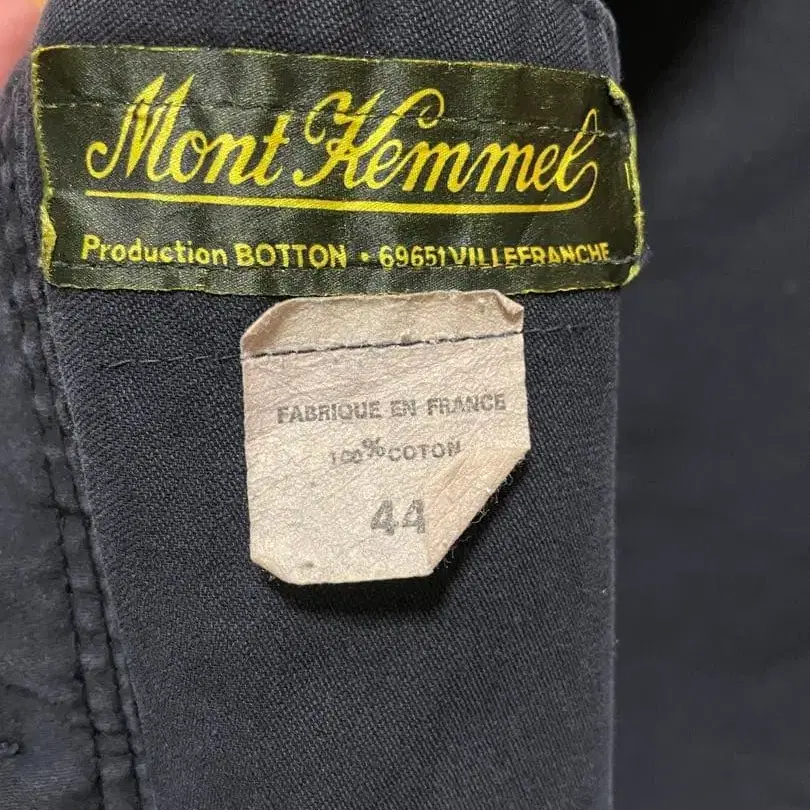 Mont Kemmel
Production BOTTON • 69651 VILLEFRANCHE
FABRIQUE EN FRANCE
100% COTON
44